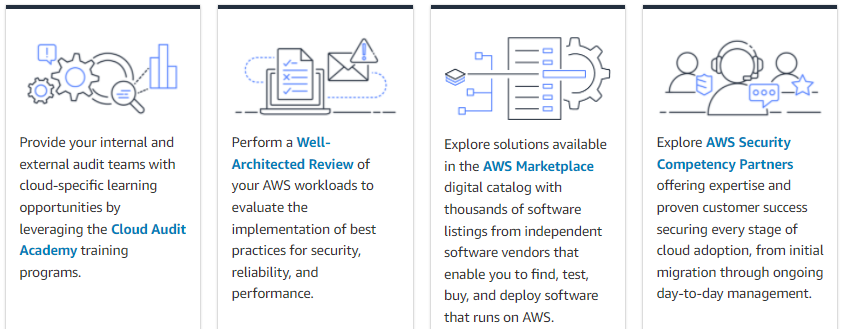 Provide your internal and
external audit teams with
cloud-specific learning
opportunities by
leveraging the Cloud Audit
Academy training
programs.
Perform a Well-
Architected Review of
your AWS workloads to
evaluate the
implementation of best
practices for security,
reliability, and
performance.
Explore solutions available
in the AWS Marketplace
digital catalog with
thousands of software
listings from independent
software vendors that
enable you to find, test,
buy, and deploy software
that runs on AWS.
Explore AWS Security
Competency Partners
offering expertise and
proven customer success
securing every stage of
cloud adoption, from initial
migration through ongoing
day-to-day management.